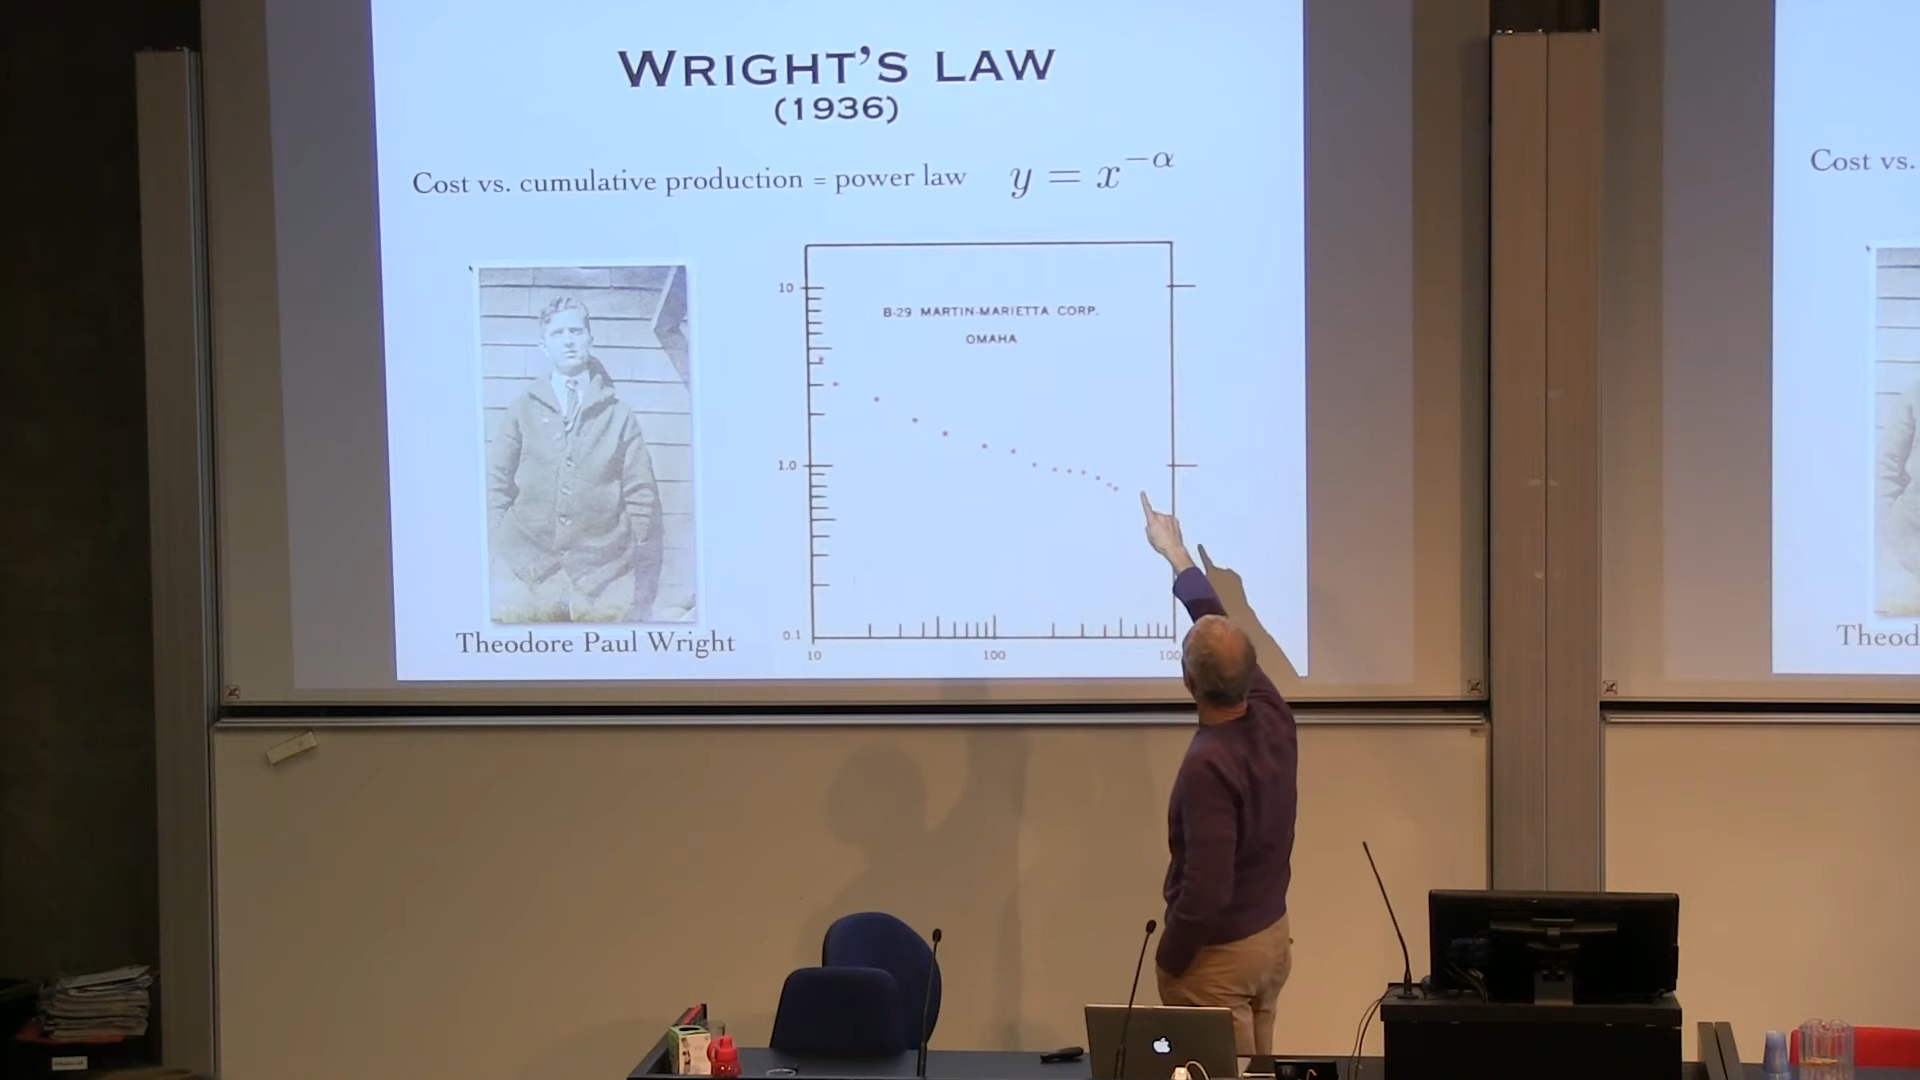 WRIGHT'S LAW
(1936)
Cost vs. cumulative production = power law y = x^{-α}
10
B-29 MARTIN-MARIETTA CORP.
OMAHA
1.0
0.1
10
100
100
Theodore Paul Wright
Cost vs.
Theod